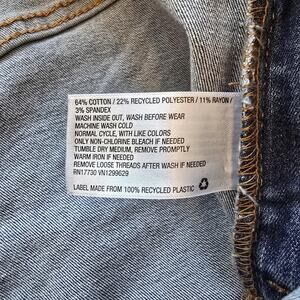 64% COTTON / 22% RECYCLED POLYESTER / 11% RAYON /
3% SPANDEX
WASH INSIDE OUT, WASH BEFORE WEAR
MACHINE WASH COLD
NORMAL CYCLE, WITH LIKE COLORS
ONLY NON-CHLORINE BLEACH IF NEEDED
TUMBLE DRY MEDIUM, REMOVE PROMPTLY
WARM IRON IF NEEDED
REMOVE LOOSE THREADS AFTER WASH IF NEEDED
RN17730 VN1299629
LABEL MADE FROM 100% RECYCLED PLASTIC